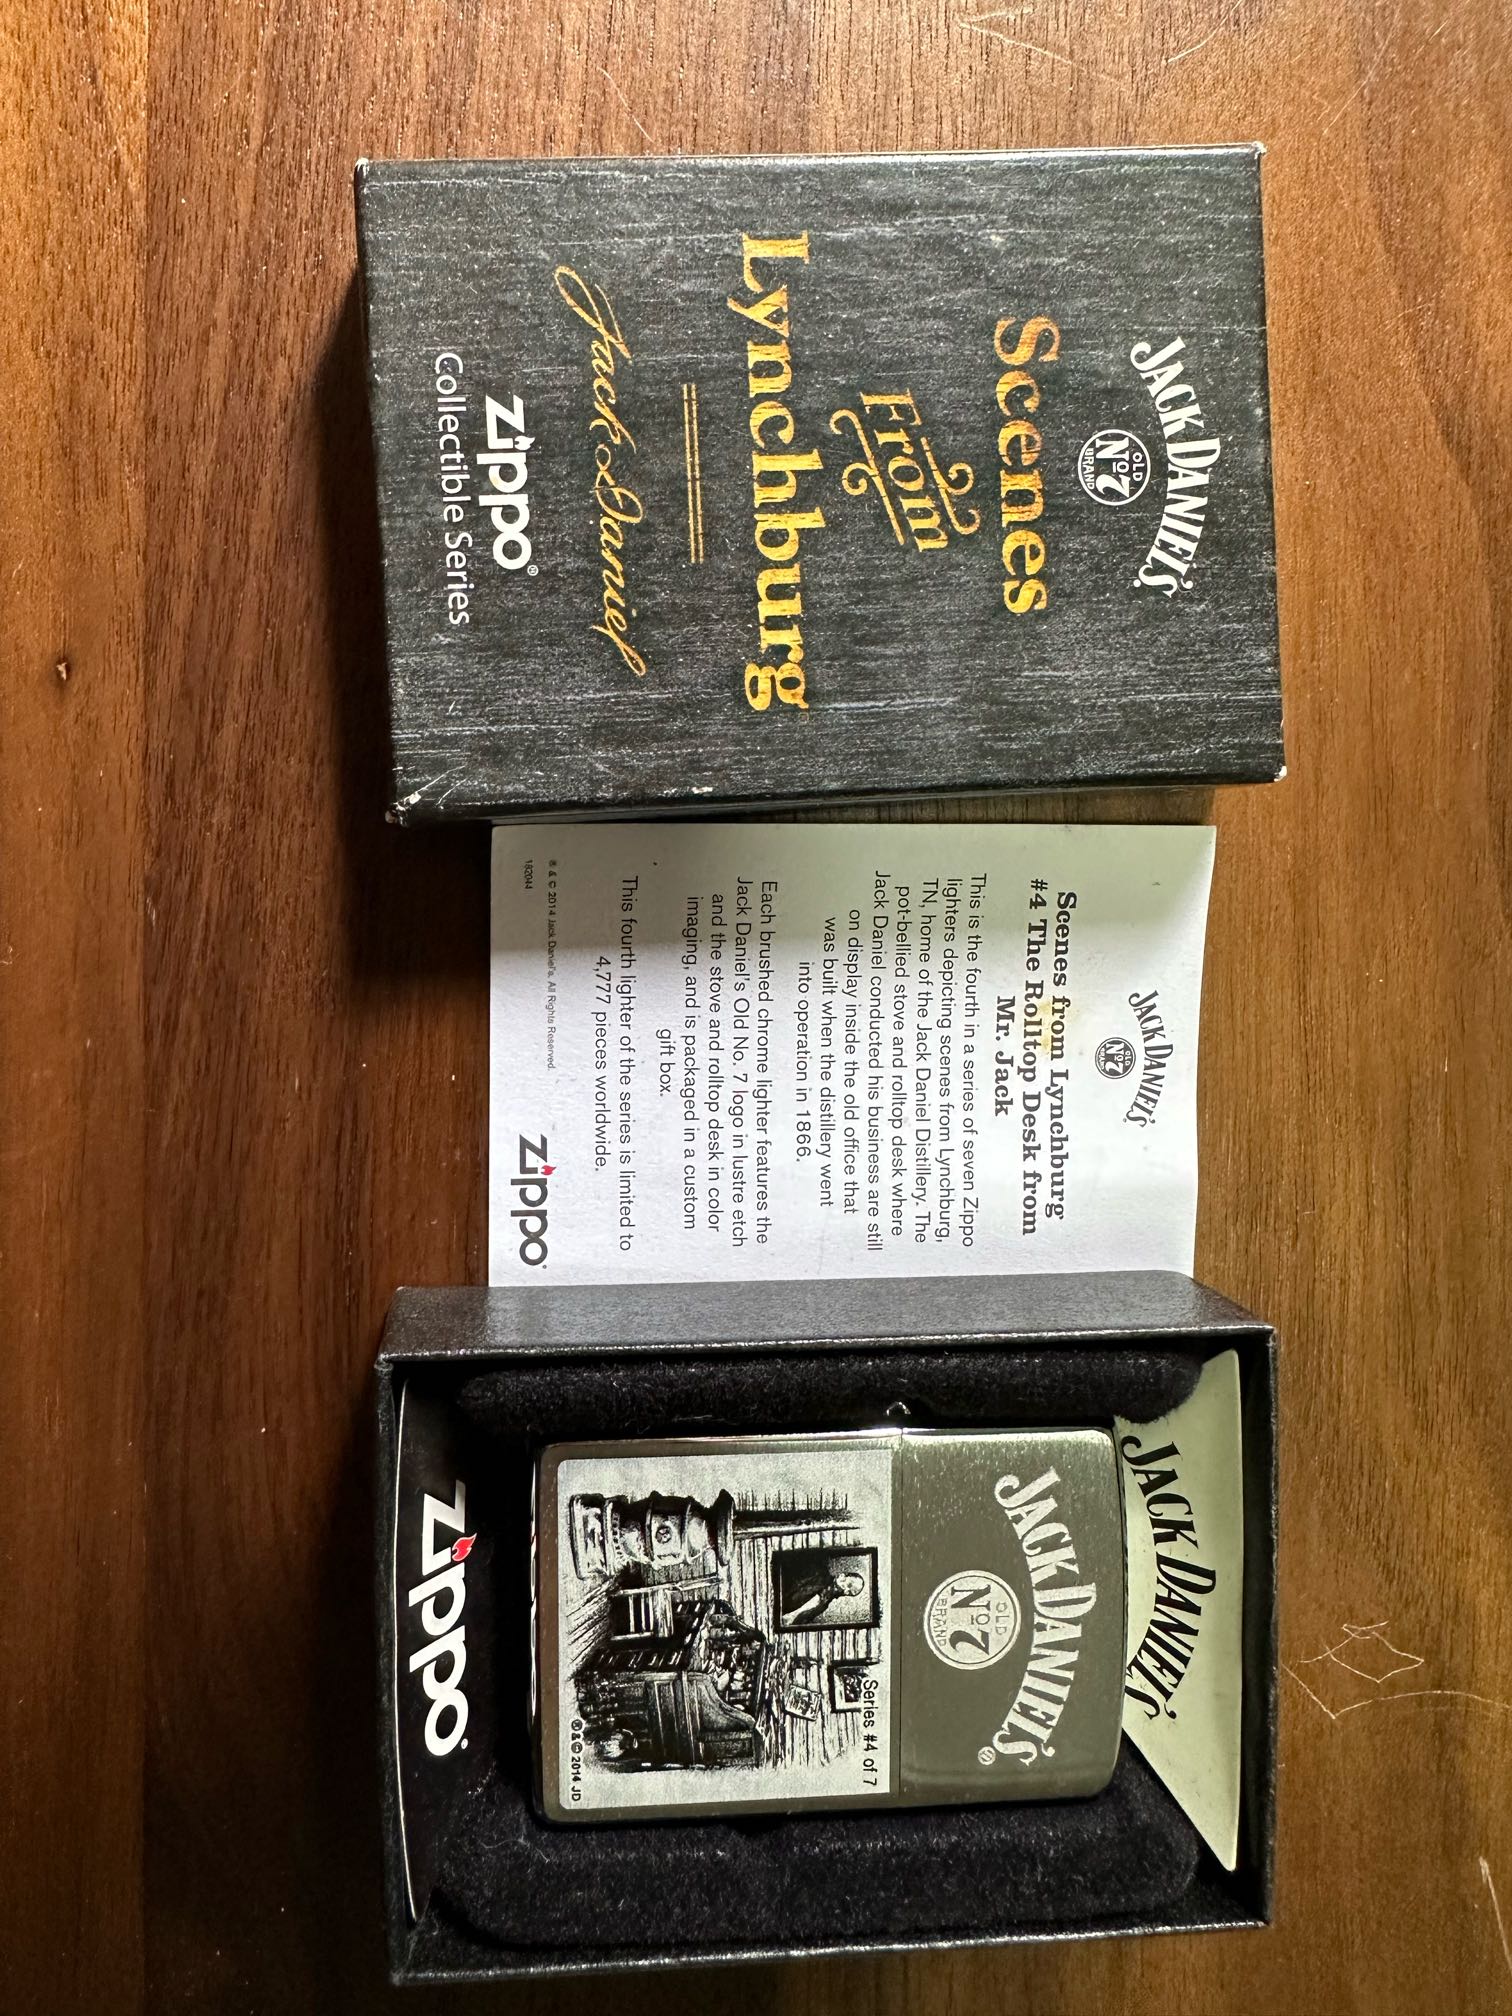 JACK DANIEL'S
OLD
Nº7
BRAND
Scenes
From
Lynchburg
Jack Daniel
Zippo®
Collectible Series
JACK DANIEL'S
OLD
Nº7
BRAND
Scenes from Lynchburg
#4 The Rolltop Desk from
Mr. Jack
This is the fourth in a series of seven Zippo
lighters depicting scenes from Lynchburg,
TN, home of the Jack Daniel Distillery. The
pot-bellied stove and rolltop desk where
Jack Daniel conducted his business are still
on display inside the old office that
was built when the distillery went
into operation in 1866.
Each brushed chrome lighter features the
Jack Daniel's Old No. 7 logo in lustre etch
and the stove and rolltop desk in color
imaging, and is packaged in a custom
gift box.
This fourth lighter of the series is limited to
4,777 pieces worldwide.
® & © 2014 Jack Daniel's. All Rights Reserved.
182044
Zippo®
JACK DANIEL'S
JACK DANIEL'S®
OLD
Nº7
BRAND
Series #4 of 7
®&© 2014 JD
Zippo®